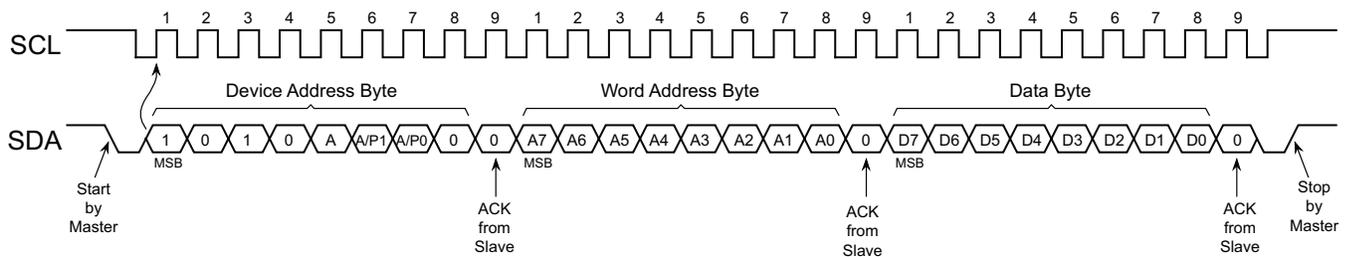 1 2 3 4 5 6 7 8 9 1 2 3 4 5 6 7 8 9 1 2 3 4 5 6 7 8 9
SCL
Device Address Byte Word Address Byte Data Byte
SDA 1 0 1 0 A A/P1 A/P0 0 0 A7 A6 A5 A4 A3 A2 A1 A0 0 D7 D6 D5 D4 D3 D2 D1 D0 0
MSB MSB MSB
Start
by
Master
ACK
from
Slave
ACK
from
Slave
ACK
from
Slave
Stop
by
Master